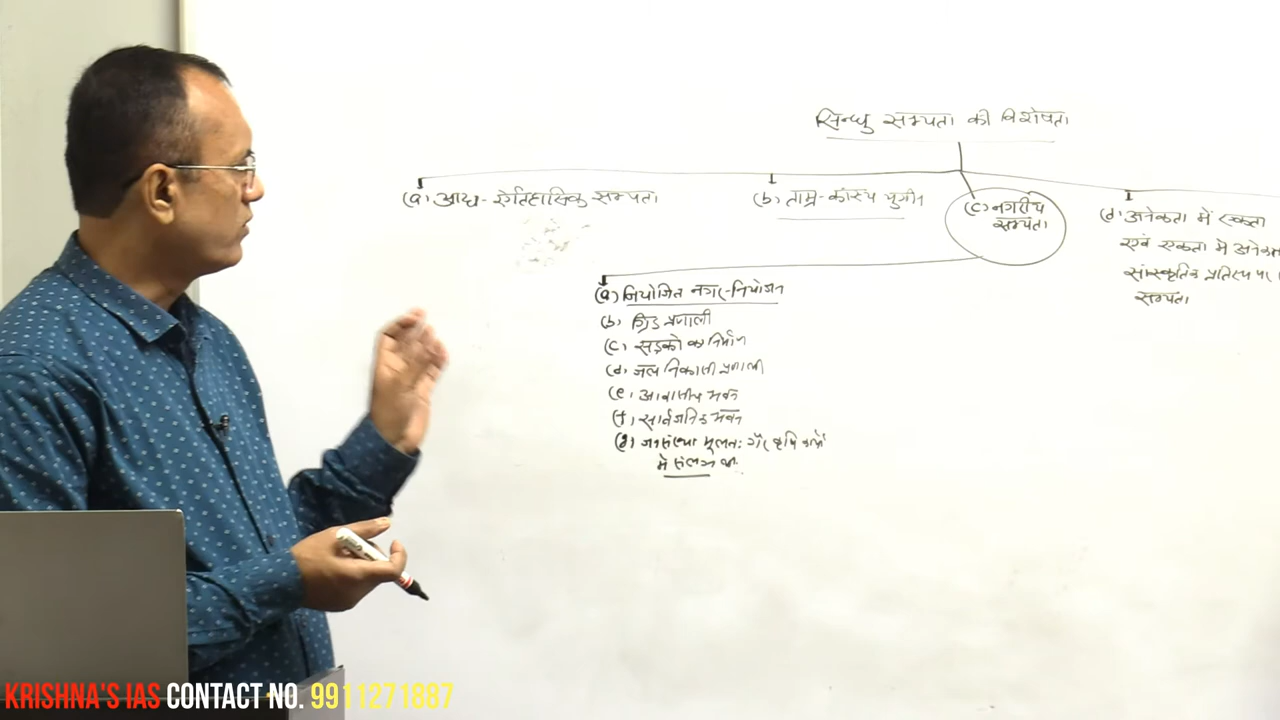 सिन्धु सभ्यता की विशेषता
(a) आद्य-ऐतिहासिक सभ्यता
(b) ताम्र-कांस्य युगीन
(c) नगरीय
सभ्यता
(d) अनेकता में एकता
एवं एकता में अनेकता
सांस्कृतिक प्रतिरूप पर
सभ्यता
(a) नियोजित नगर-नियोजन
(b) ग्रिड प्रणाली
(c) सड़को का निर्माण
(d) जल निकासी प्रणाली
(e) आवासीय भवन
(f) सार्वजनिक भवन
(g) जनसंख्या मूलतः गैर कृषि कार्यो
में संलग्न थी
KRISHNA'S IAS CONTACT NO. 9911271887